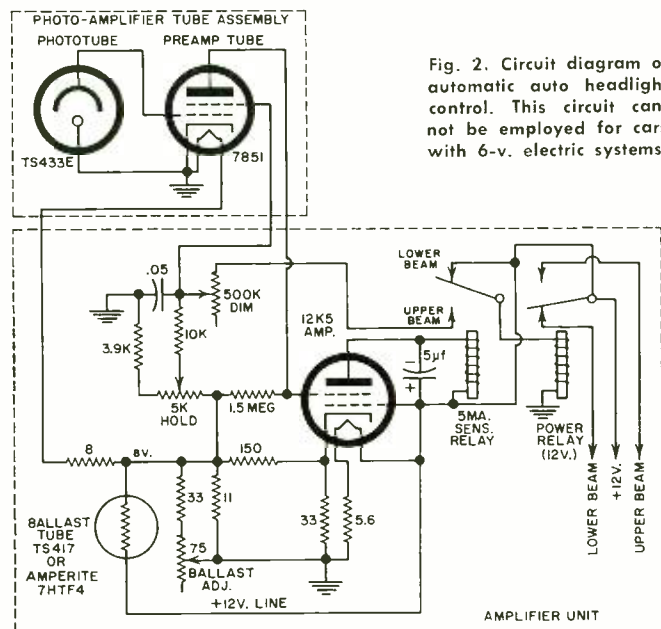 PHOTO-AMPLIFIER TUBE ASSEMBLY
PHOTOTUBE
PREAMP TUBE
TS433E
7851
Fig. 2. Circuit diagram o
automatic auto headligh
control. This circuit can
not be employed for car
with 6-v. electric systems
.05
500K
DIM
10K
3.9K
5K
HOLD
1.5 MEG
12K5
AMP.
5µf
−
+
LOWER
BEAM
UPPER
BEAM
5MA.
SENS.
RELAY
POWER
RELAY
(12V.)
LOWER BEAM
+12V.
UPPER BEAM
8
8V.
150
33
11
33
5.6
75
BALLAST
ADJ.
BALLAST
TUBE
TS417
OR
AMPERITE
7HTF4
+12V. LINE
AMPLIFIER UNIT